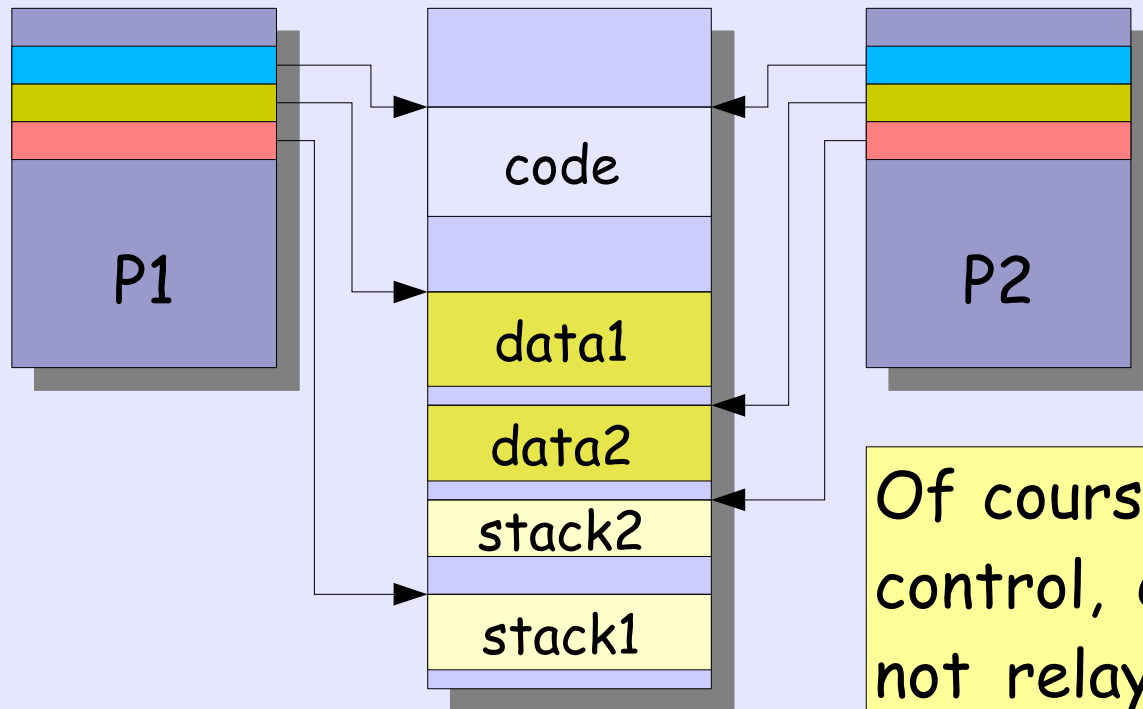 P1
code
data1
data2
stack2
stack1
P2
Of cours
control,
not relay